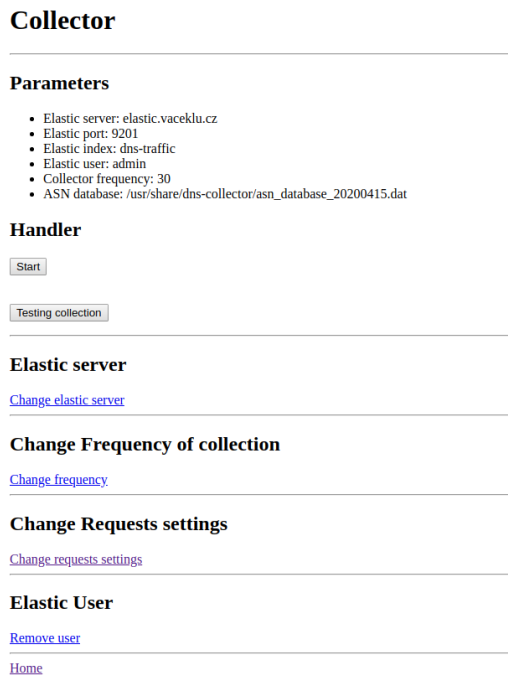 Collector
Parameters
Elastic server: elastic.vaceklu.cz
Elastic port: 9201
Elastic index: dns-traffic
Elastic user: admin
Collector frequency: 30
ASN database: /usr/share/dns-collector/asn_database_20200415.dat
Handler
Start
Testing collection
Elastic server
Change elastic server
Change Frequency of collection
Change frequency
Change Requests settings
Change requests settings
Elastic User
Remove user
Home